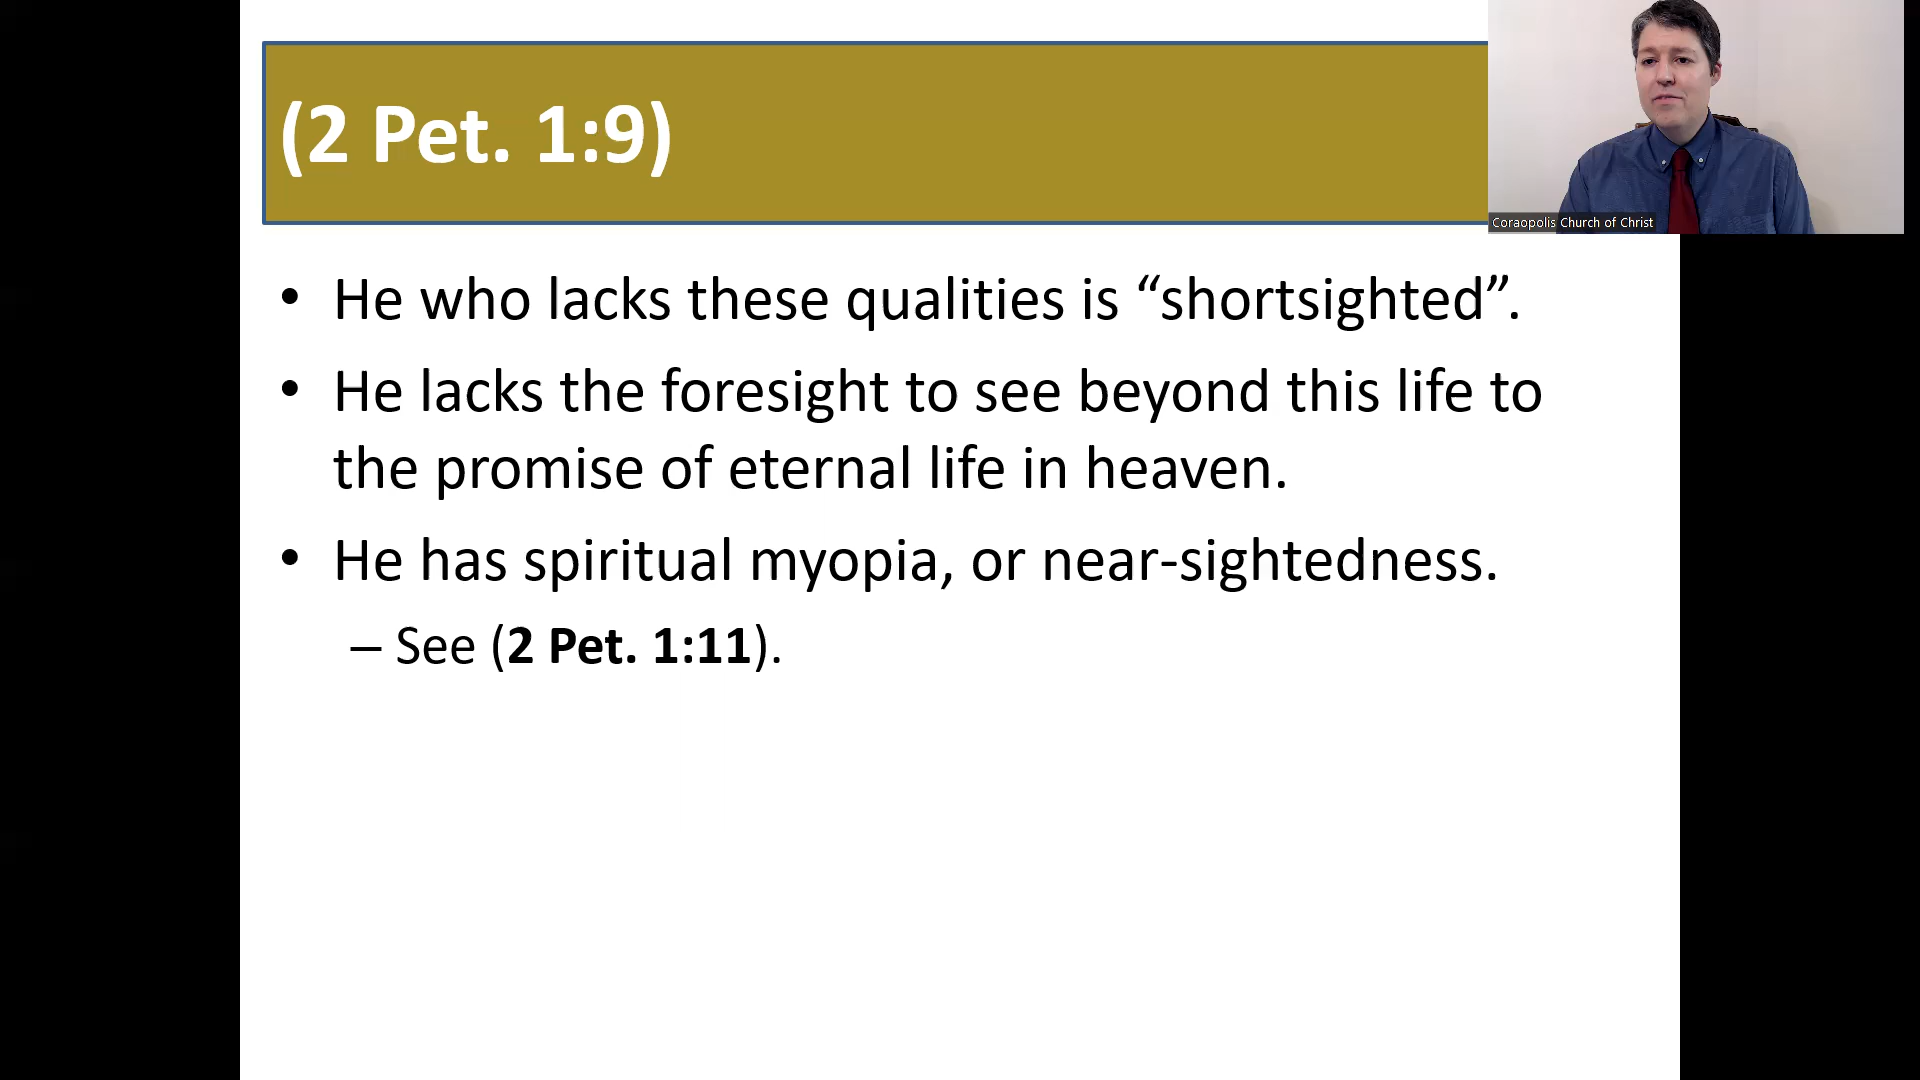 (2 Pet. 1:9)
Coraopolis Church of Christ
• He who lacks these qualities is “shortsighted”.
• He lacks the foresight to see beyond this life to
the promise of eternal life in heaven.
• He has spiritual myopia, or near-sightedness.
– See (2 Pet. 1:11).